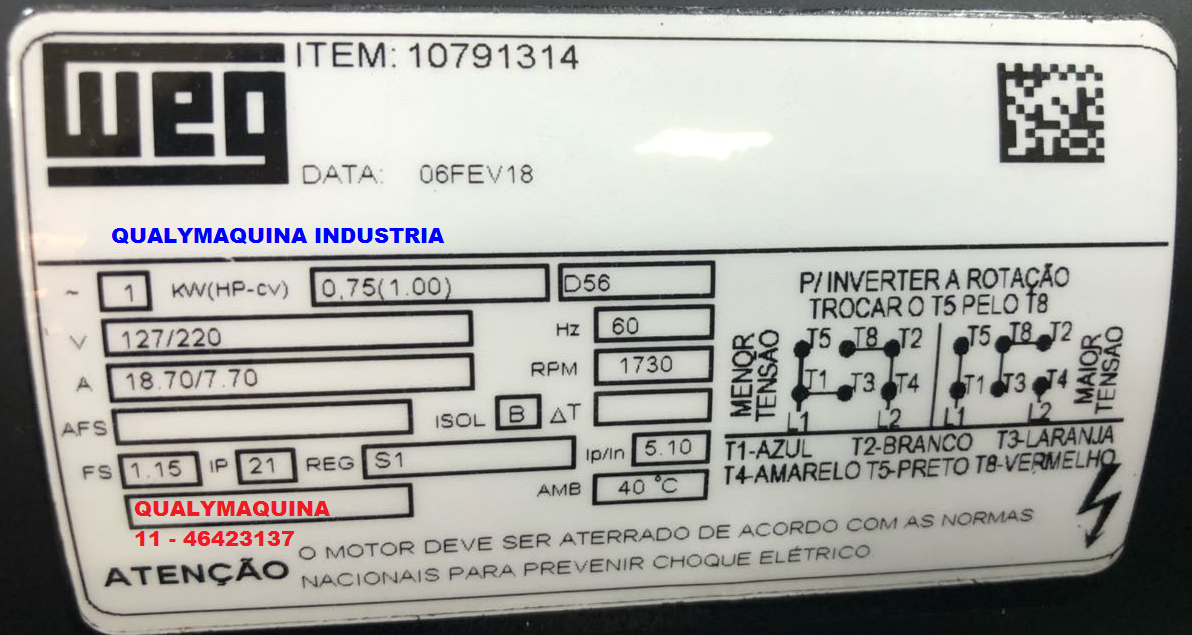 WEG
ITEM: 10791314
DATA: 06FEV18
QUALYMAQUINA INDUSTRIA
~ 1 KW(HP-cv) 0,75(1.00) D56
V 127/220 Hz 60
A 18.70/7.70 RPM 1730
AFS ISOL B ΔT
FS 1.15 IP 21 REG S1 Ip/In 5.10
AMB 40 °C
QUALYMAQUINA
11 - 46423137
P/ INVERTER A ROTAÇÃO
TROCAR O T5 PELO T8
MENOR TENSÃO
T5 T8 T2
T1 T3 T4
L1 L2
T5 T8 T2
T1 T3 T4
L1 L2
MAIOR TENSÃO
T1-AZUL T2-BRANCO T3-LARANJA
T4-AMARELO T5-PRETO T8-VERMELHO
ATENÇÃO
O MOTOR DEVE SER ATERRADO DE ACORDO COM AS NORMAS
NACIONAIS PARA PREVENIR CHOQUE ELÉTRICO.